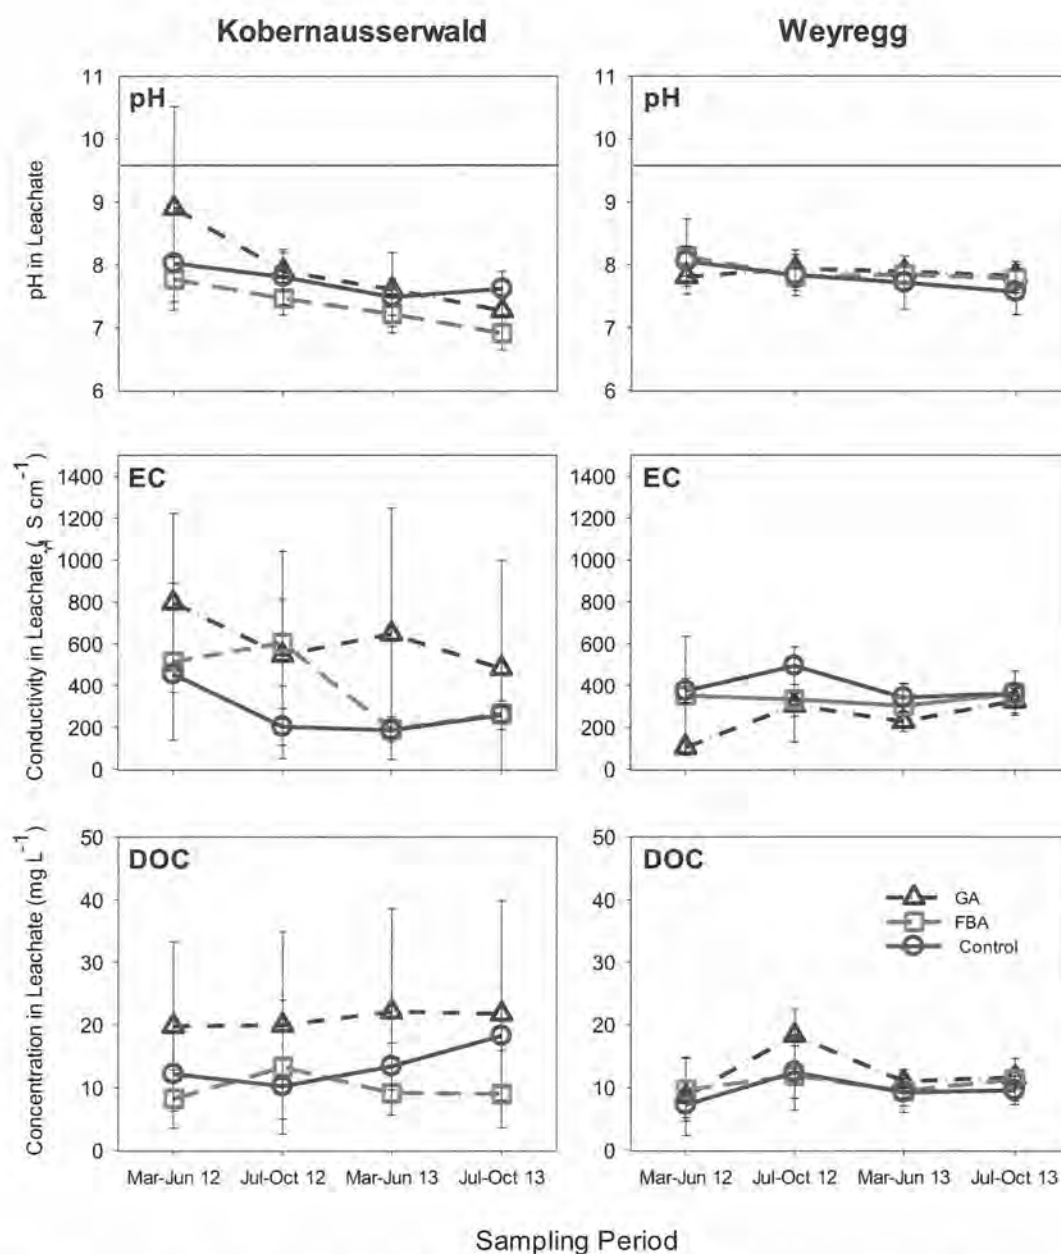 Kobernausserwald
Weyregg
pH in Leachate
11
10
9
8
7
6
pH
11
10
9
8
7
6
pH
Conductivity in Leachate ( S cm⁻¹)
1400
1200
1000
800
600
400
200
0
EC
1400
1200
1000
800
600
400
200
0
EC
Concentration in Leachate (mg L⁻¹)
50
40
30
20
10
0
DOC
50
40
30
20
10
0
DOC
GA
FBA
Control
Mar-Jun 12 Jul-Oct 12 Mar-Jun 13 Jul-Oct 13
Mar-Jun 12 Jul-Oct 12 Mar-Jun 13 Jul-Oct 13
Sampling Period